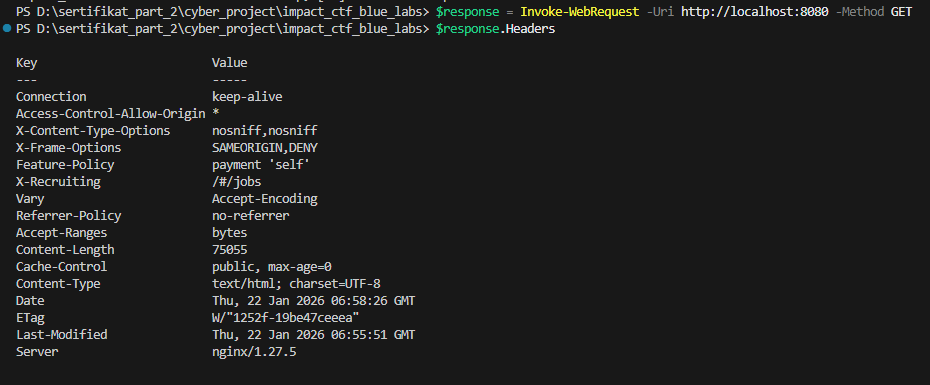 PS D:\sertifikat_part_2\cyber_project\impact_ctf_blue_labs> $response = Invoke-WebRequest -Uri http://localhost:8080 -Method GET
PS D:\sertifikat_part_2\cyber_project\impact_ctf_blue_labs> $response.Headers
Key Value
--- -----
Connection keep-alive
Access-Control-Allow-Origin *
X-Content-Type-Options nosniff,nosniff
X-Frame-Options SAMEORIGIN,DENY
Feature-Policy payment 'self'
X-Recruiting /#/jobs
Vary Accept-Encoding
Referrer-Policy no-referrer
Accept-Ranges bytes
Content-Length 75055
Cache-Control public, max-age=0
Content-Type text/html; charset=UTF-8
Date Thu, 22 Jan 2026 06:58:26 GMT
ETag W/"1252f-19be47ceeea"
Last-Modified Thu, 22 Jan 2026 06:55:51 GMT
Server nginx/1.27.5